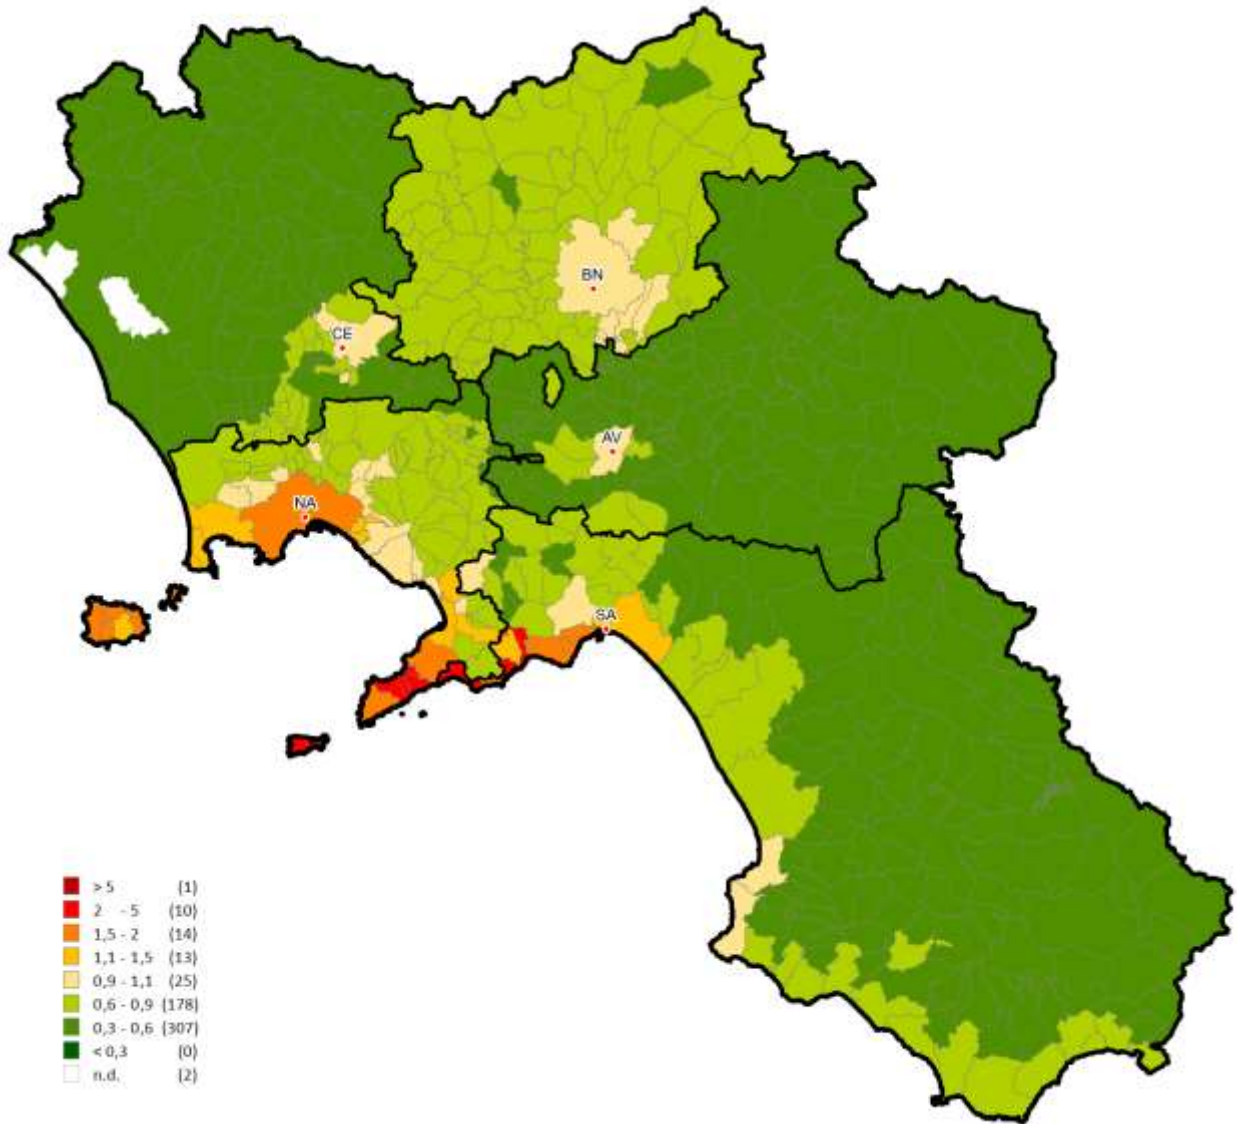 BN
CE
AV
NA
SA
> 5 (1)
2 - 5 (10)
1,5 - 2 (14)
1,1 - 1,5 (13)
0,9 - 1,1 (25)
0,6 - 0,9 (178)
0,3 - 0,6 (307)
< 0,3 (0)
n.d. (2)